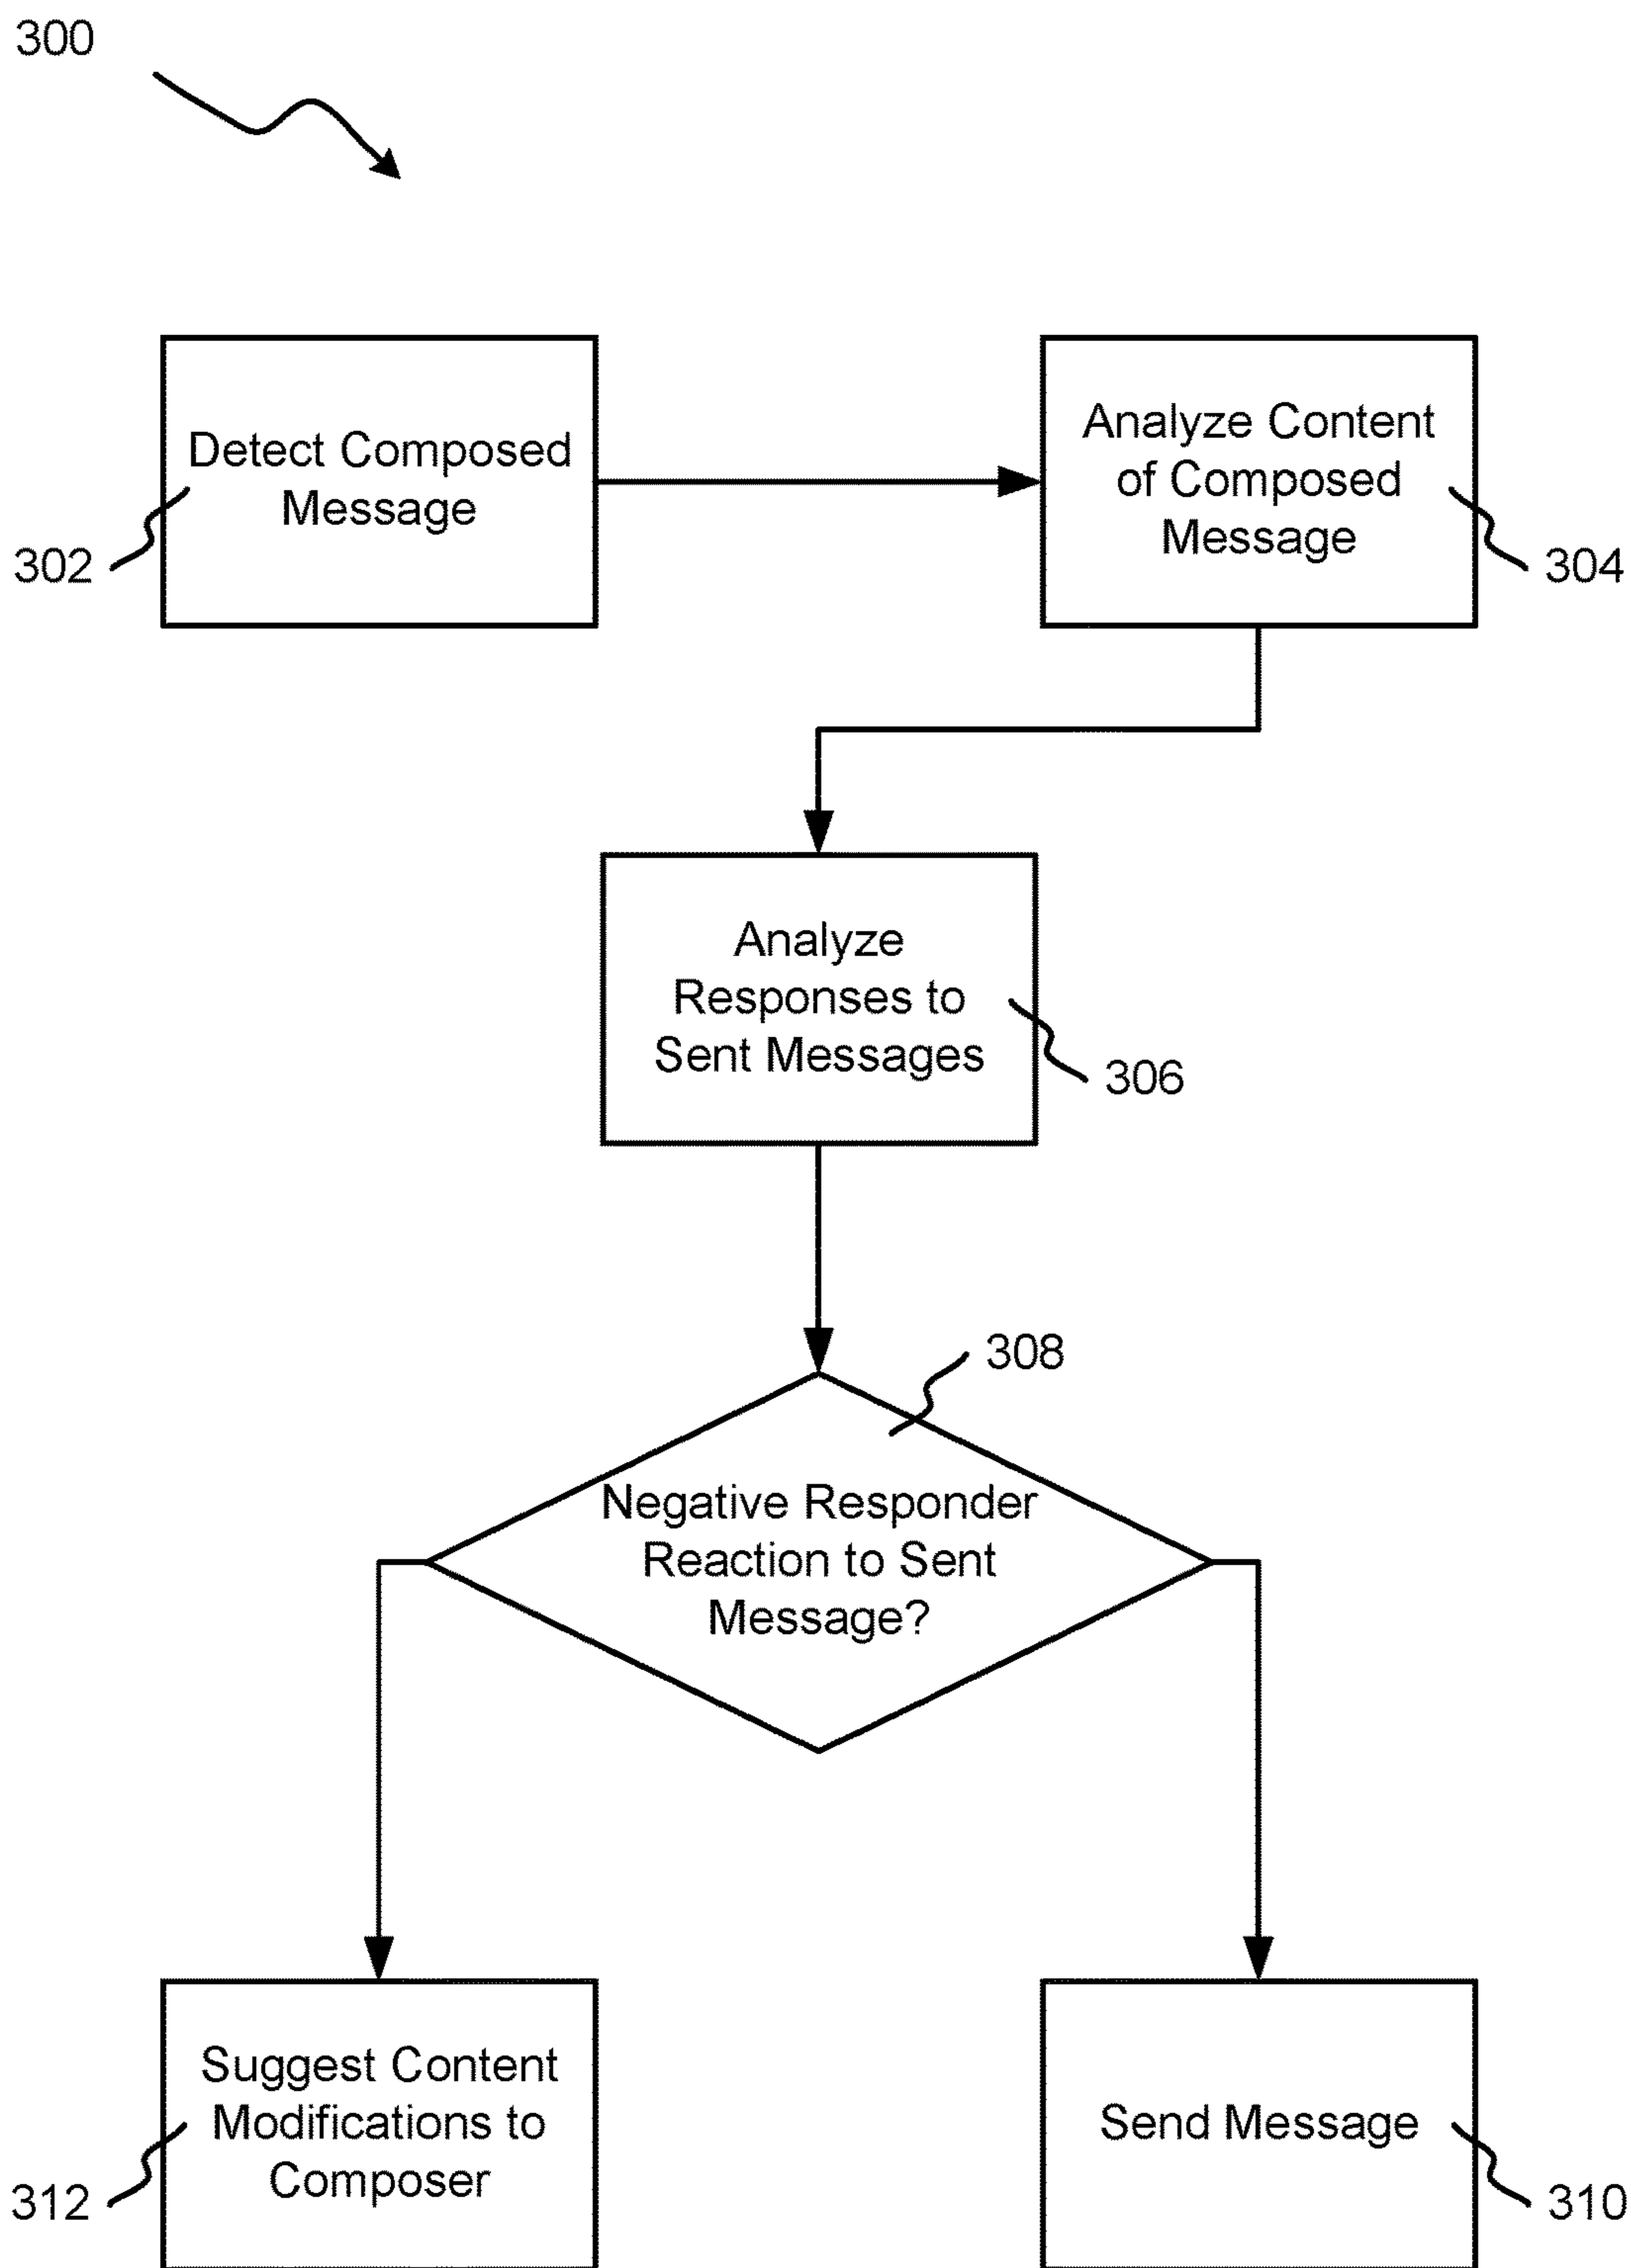 300
Detect Composed
Message
302
Analyze Content
of Composed
Message
304
Analyze
Responses to
Sent Messages
306
308
Negative Responder
Reaction to Sent
Message?
Suggest Content
Modifications to
Composer
312
Send Message
310